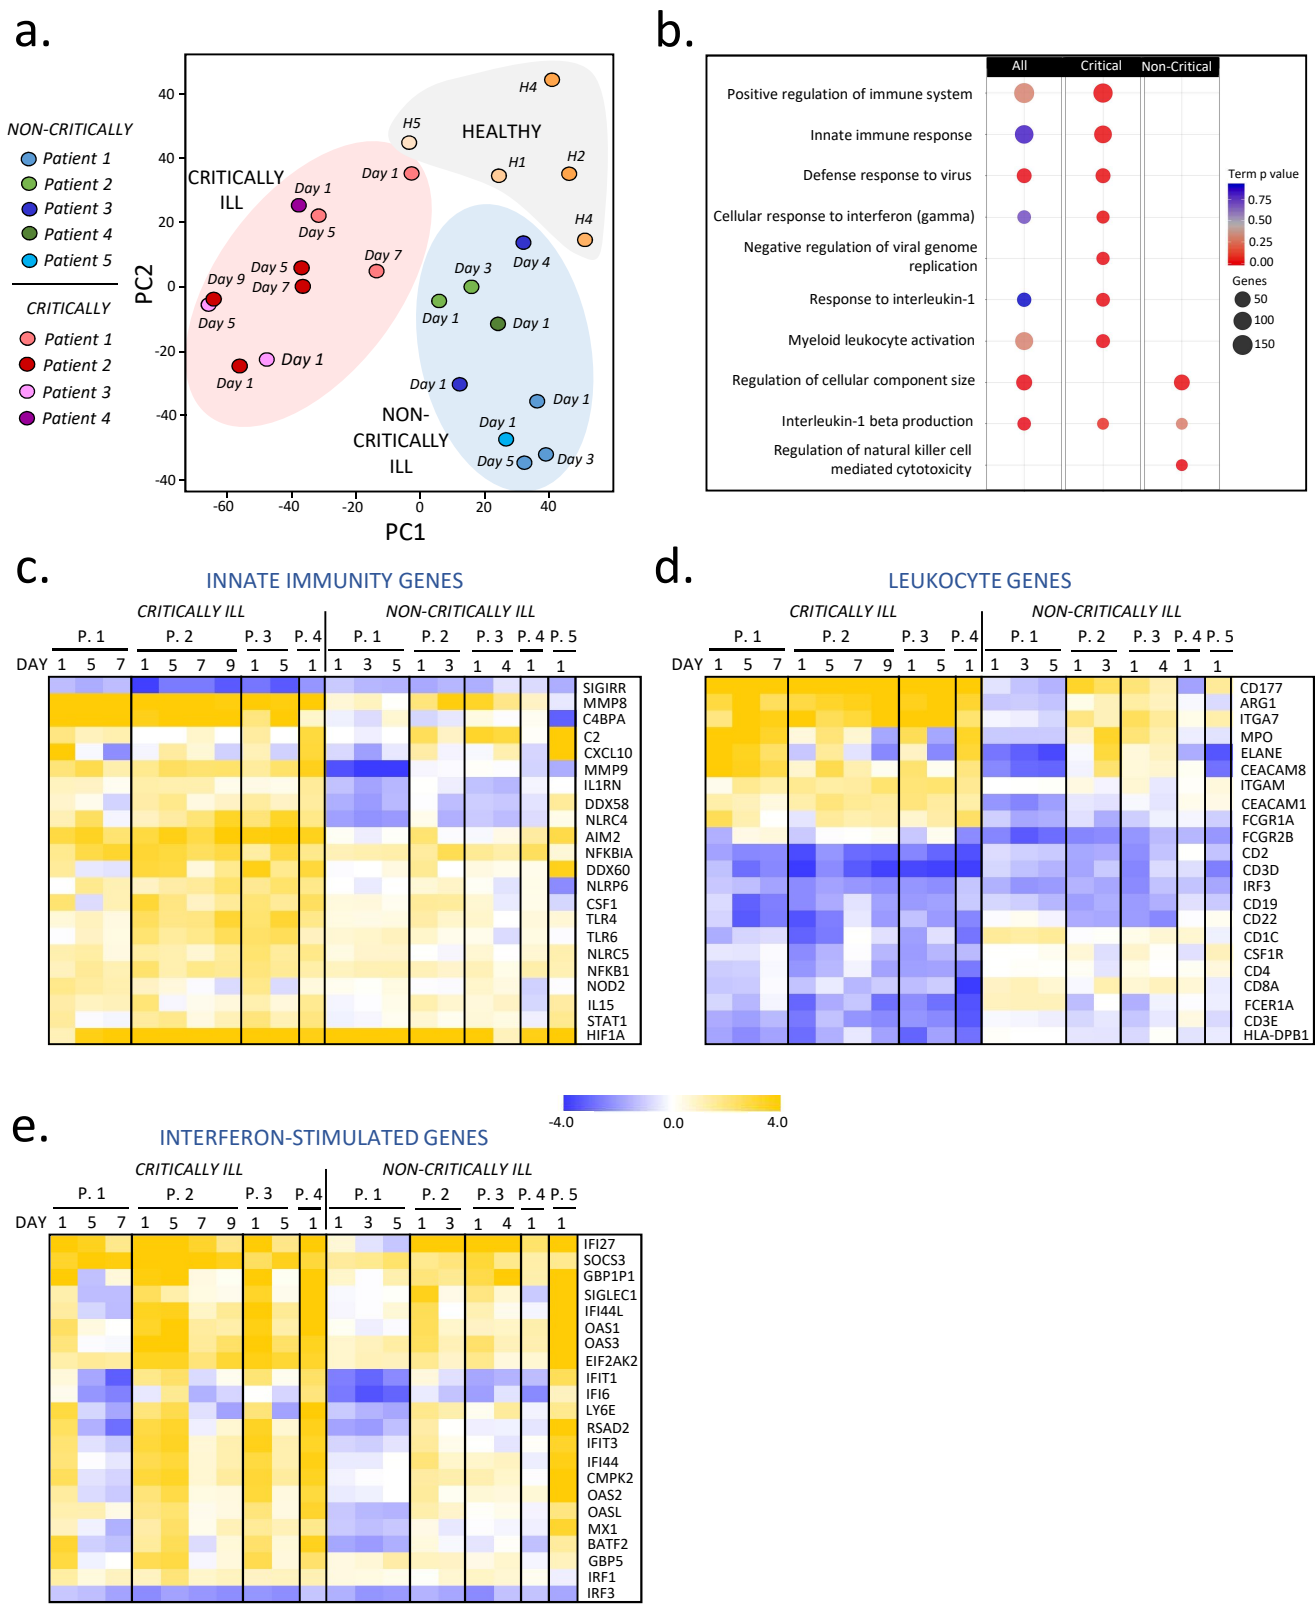 a.
NON-CRITICALLY
Patient 1
Patient 2
Patient 3
Patient 4
Patient 5
CRITICALLY
Patient 1
Patient 2
Patient 3
Patient 4
PC2
40
40
20
0
-20
-40
-40
-60
-40
-20
0
20
40
PC1
H4
H5
HEALTHY
H1
H2
H4
CRITICALLY
ILL
Day 1
Day 1
Day 5
Day 7
Day 5
Day 7
Day 9
Day 5
Day 1
Day 1
Day 4
Day 3
Day 1
Day 1
Day 1
Day 1
NON-
CRITICALLY
ILL
Day 1
Day 5
Day 3
b.
All Critical Non-Critical
Positive regulation of immune system
Innate immune response
Defense response to virus
Cellular response to interferon (gamma)
Negative regulation of viral genome
replication
Response to interleukin-1
Myeloid leukocyte activation
Regulation of cellular component size
Interleukin-1 beta production
Regulation of natural killer cell
mediated cytotoxicity
Term p value
0.75
0.50
0.25
0.00
Genes
50
100
150
c.
INNATE IMMUNITY GENES
CRITICALLY ILL NON-CRITICALLY ILL
P. 1 P. 2 P. 3 P. 4 P. 1 P. 2 P. 3 P. 4 P. 5
DAY 1 5 7 1 5 7 9 1 5 1 1 3 5 1 3 1 4 1 1
SIGIRR
MMP8
C4BPA
C2
CXCL10
MMP9
IL1RN
DDX58
NLRC4
AIM2
NFKBIA
DDX60
NLRP6
CSF1
TLR4
TLR6
NLRC5
NFKB1
NOD2
IL15
STAT1
HIF1A
d.
LEUKOCYTE GENES
CRITICALLY ILL NON-CRITICALLY ILL
P. 1 P. 2 P. 3 P. 4 P. 1 P. 2 P. 3 P. 4 P. 5
DAY 1 5 7 1 5 7 9 1 5 1 1 3 5 1 3 1 4 1 1
CD177
ARG1
ITGA7
MPO
ELANE
CEACAM8
ITGAM
CEACAM1
FCGR1A
FCGR2B
CD2
CD3D
IRF3
CD19
CD22
CD1C
CSF1R
CD4
CD8A
FCER1A
CD3E
HLA-DPB1
-4.0 0.0 4.0
e.
INTERFERON-STIMULATED GENES
CRITICALLY ILL NON-CRITICALLY ILL
P. 1 P. 2 P. 3 P. 4 P. 1 P. 2 P. 3 P. 4 P. 5
DAY 1 5 7 1 5 7 9 1 5 1 1 3 5 1 3 1 4 1 1
IFI27
SOCS3
GBP1P1
SIGLEC1
IFI44L
OAS1
OAS3
EIF2AK2
IFIT1
IFI6
LY6E
RSAD2
IFIT3
IFI44
CMPK2
OAS2
OASL
MX1
BATF2
GBP5
IRF1
IRF3